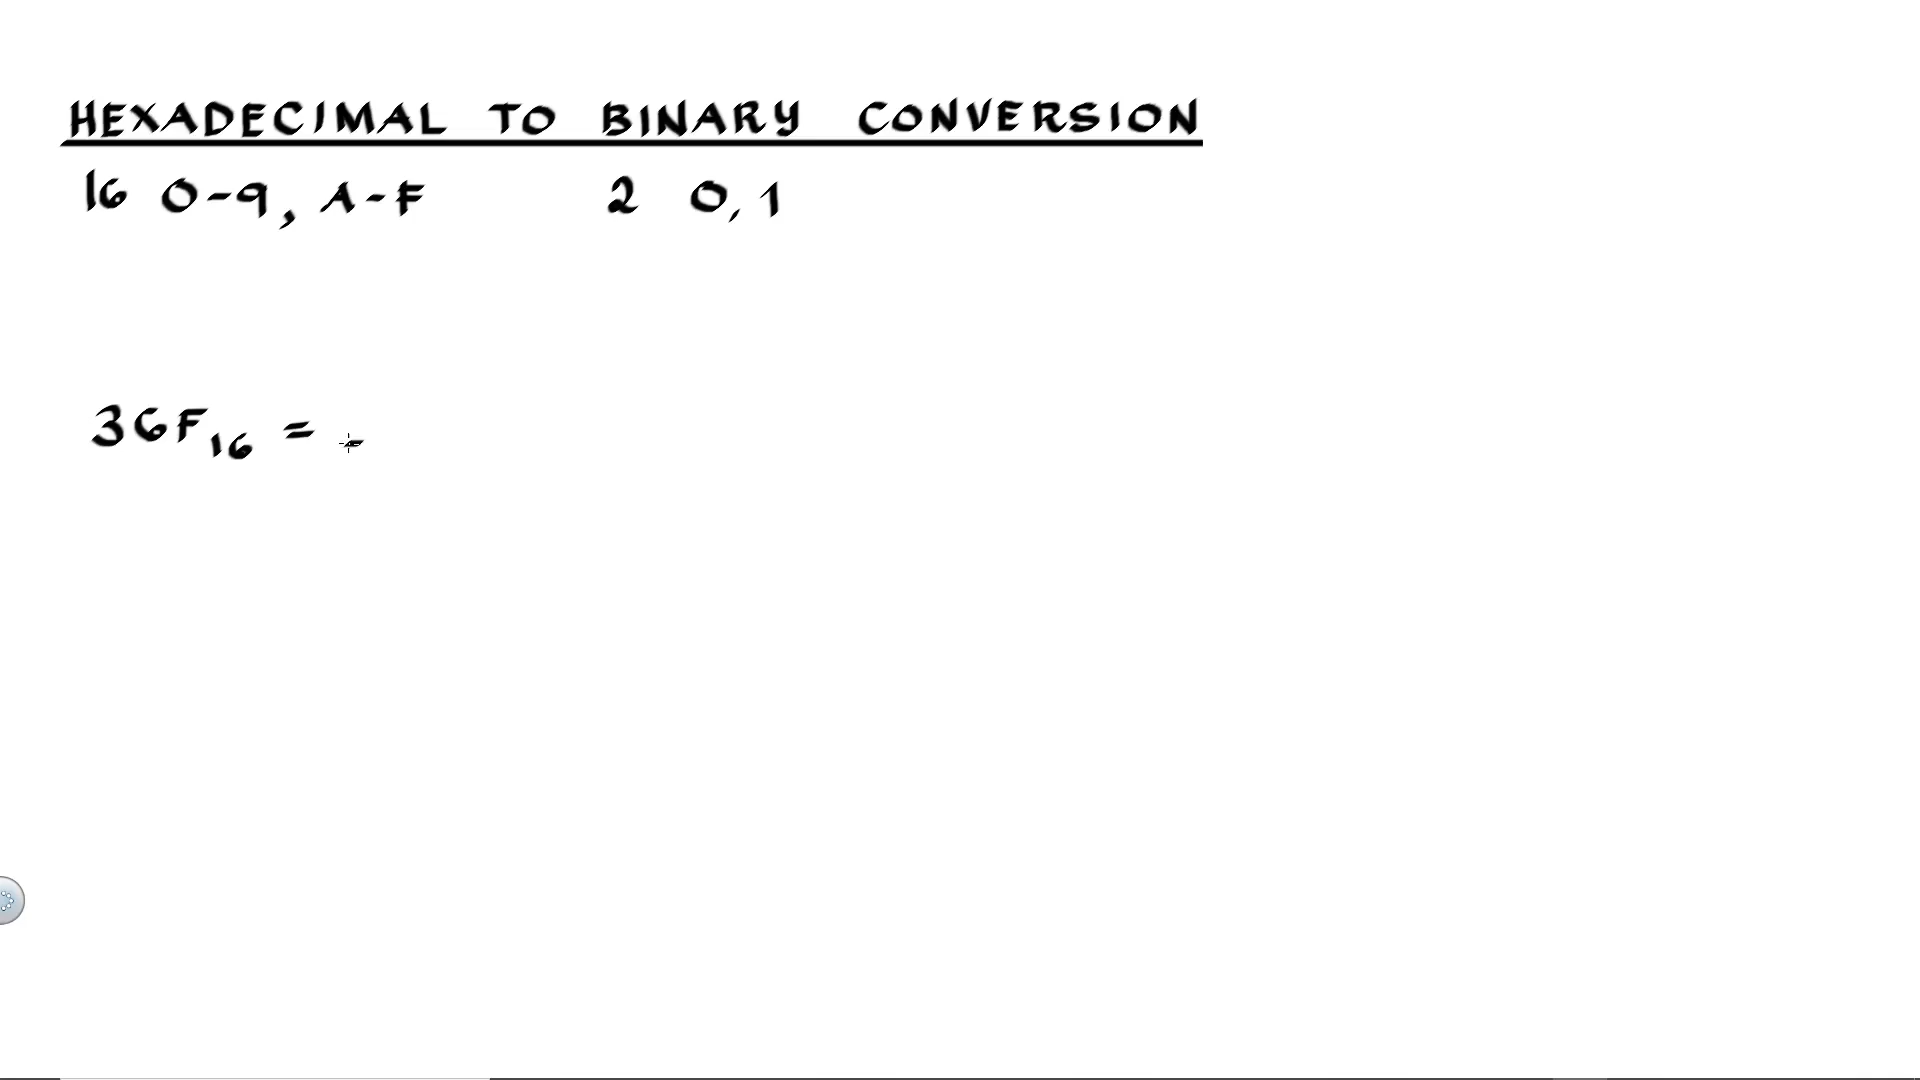 HEXADECIMAL TO BINARY CONVERSION
16 0-9, A-F 2 0, 1
36F₁₆ =